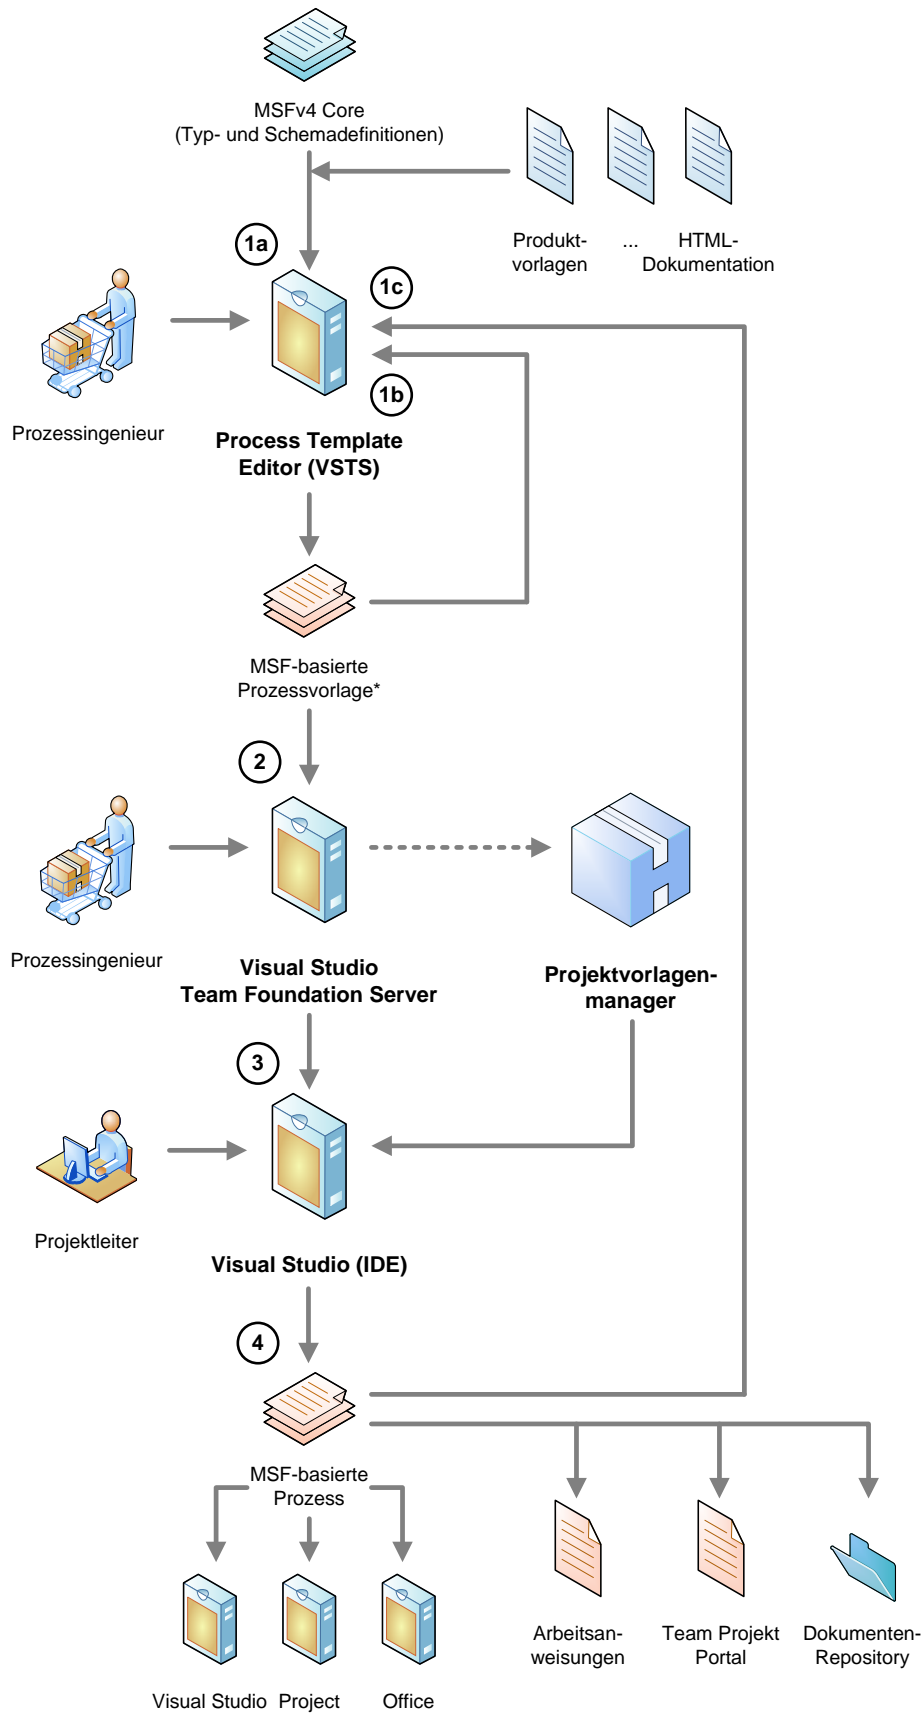 MSFv4 Core
(Typ- und Schemadefinitionen)
Produkt-
vorlagen
...
HTML-
Dokumentation
1a
1c
1b
Prozessingenieur
Process Template
Editor (VSTS)
MSF-basierte
Prozessvorlage*
2
Prozessingenieur
Visual Studio
Team Foundation Server
Projektvorlagen-
manager
3
Projektleiter
Visual Studio (IDE)
4
MSF-basierte
Prozess
Visual Studio
Project
Office
Arbeitsan-
weisungen
Team Projekt
Portal
Dokumenten-
Repository